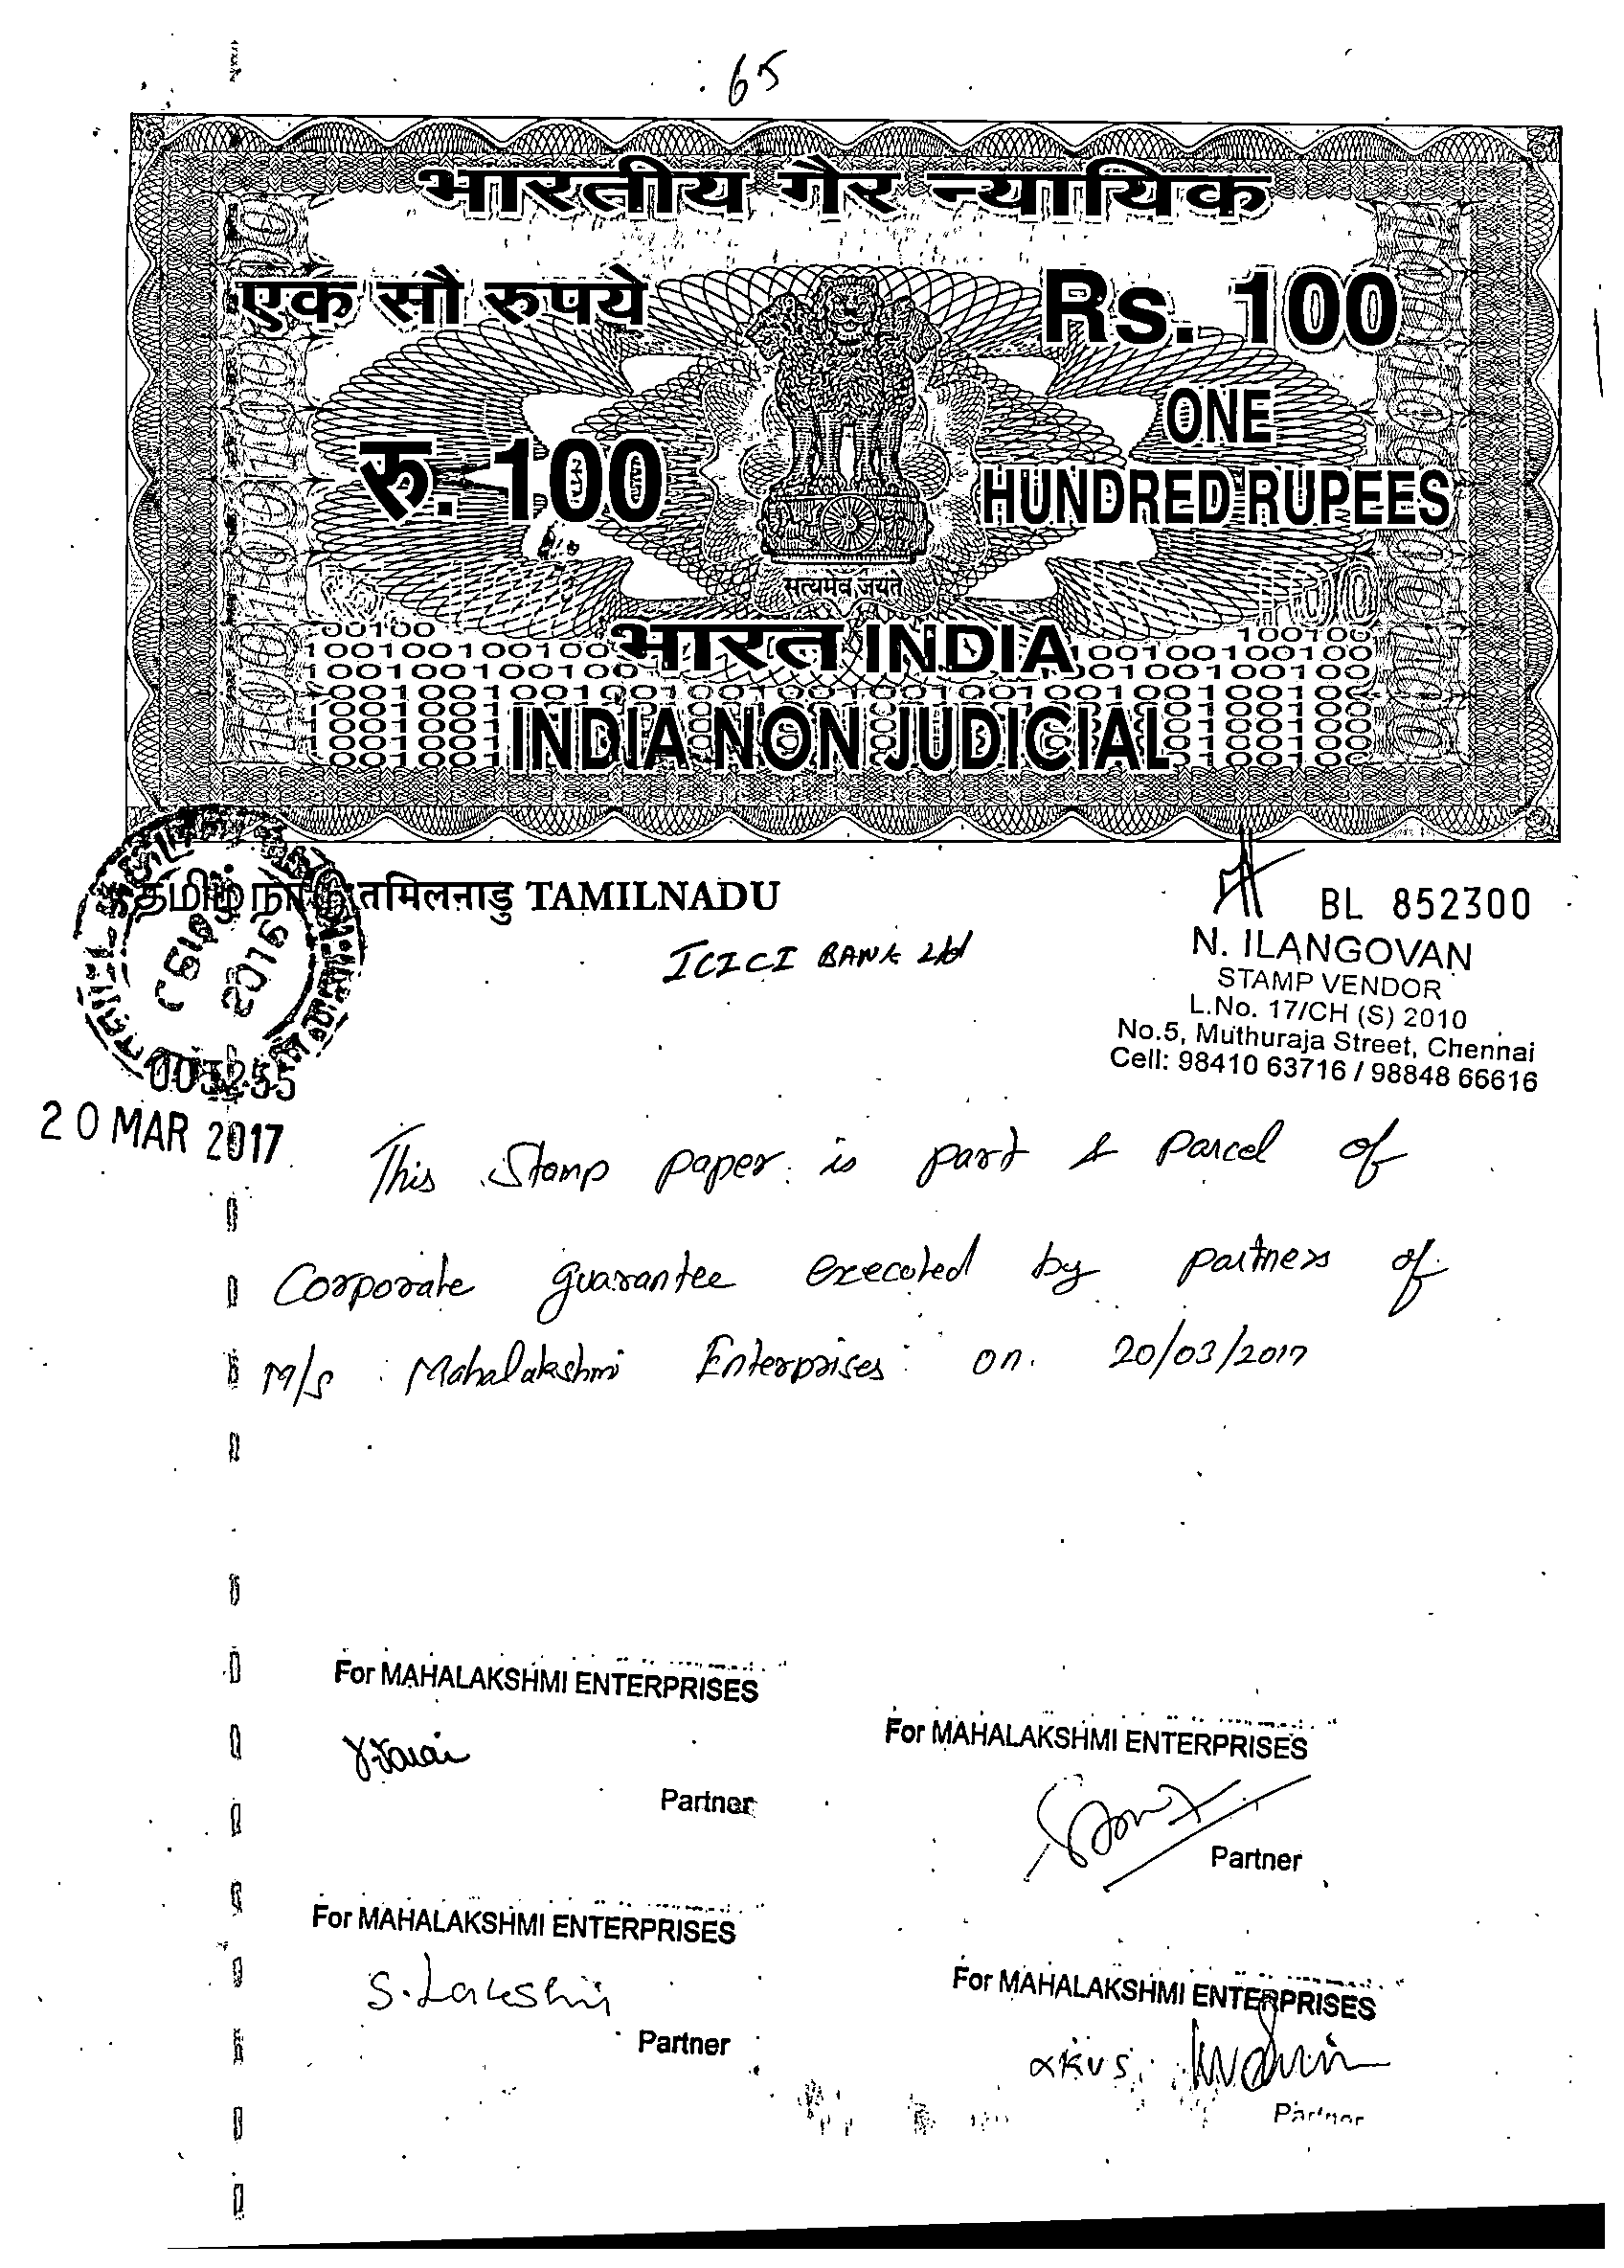 65
भारतीय गैर न्यायिक
एक सौ रुपये
Rs. 100
रु. 100
ONE
HUNDRED RUPEES
सत्यमेव जयते
भारत INDIA
INDIA NON JUDICIAL
தமிழ்நாடு तमिलनाडु TAMILNADU
BL 852300
ICICI BANK Ltd
N. ILANGOVAN
STAMP VENDOR
L.No. 17/CH (S) 2010
No.5, Muthuraja Street, Chennai
Cell: 98410 63716 / 98848 66616
2016
20 MAR 2017
This Stamp paper is part & parcel of
Corporate guarantee executed by partners of
M/s Mahalakshmi Enterprises on 20/03/2017
For MAHALAKSHMI ENTERPRISES
Partner
For MAHALAKSHMI ENTERPRISES
Partner
For MAHALAKSHMI ENTERPRISES
S. Lakshmi
Partner
For MAHALAKSHMI ENTERPRISES
Partner